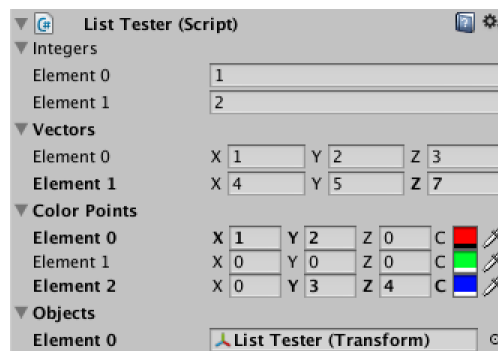 List Tester (Script)
Integers
Element 0 1
Element 1 2
Vectors
Element 0 X 1 Y 2 Z 3
Element 1 X 4 Y 5 Z 7
Color Points
Element 0 X 1 Y 2 Z 0 C
Element 1 X 0 Y 0 Z 0 C
Element 2 X 0 Y 3 Z 4 C
Objects
Element 0 List Tester (Transform)